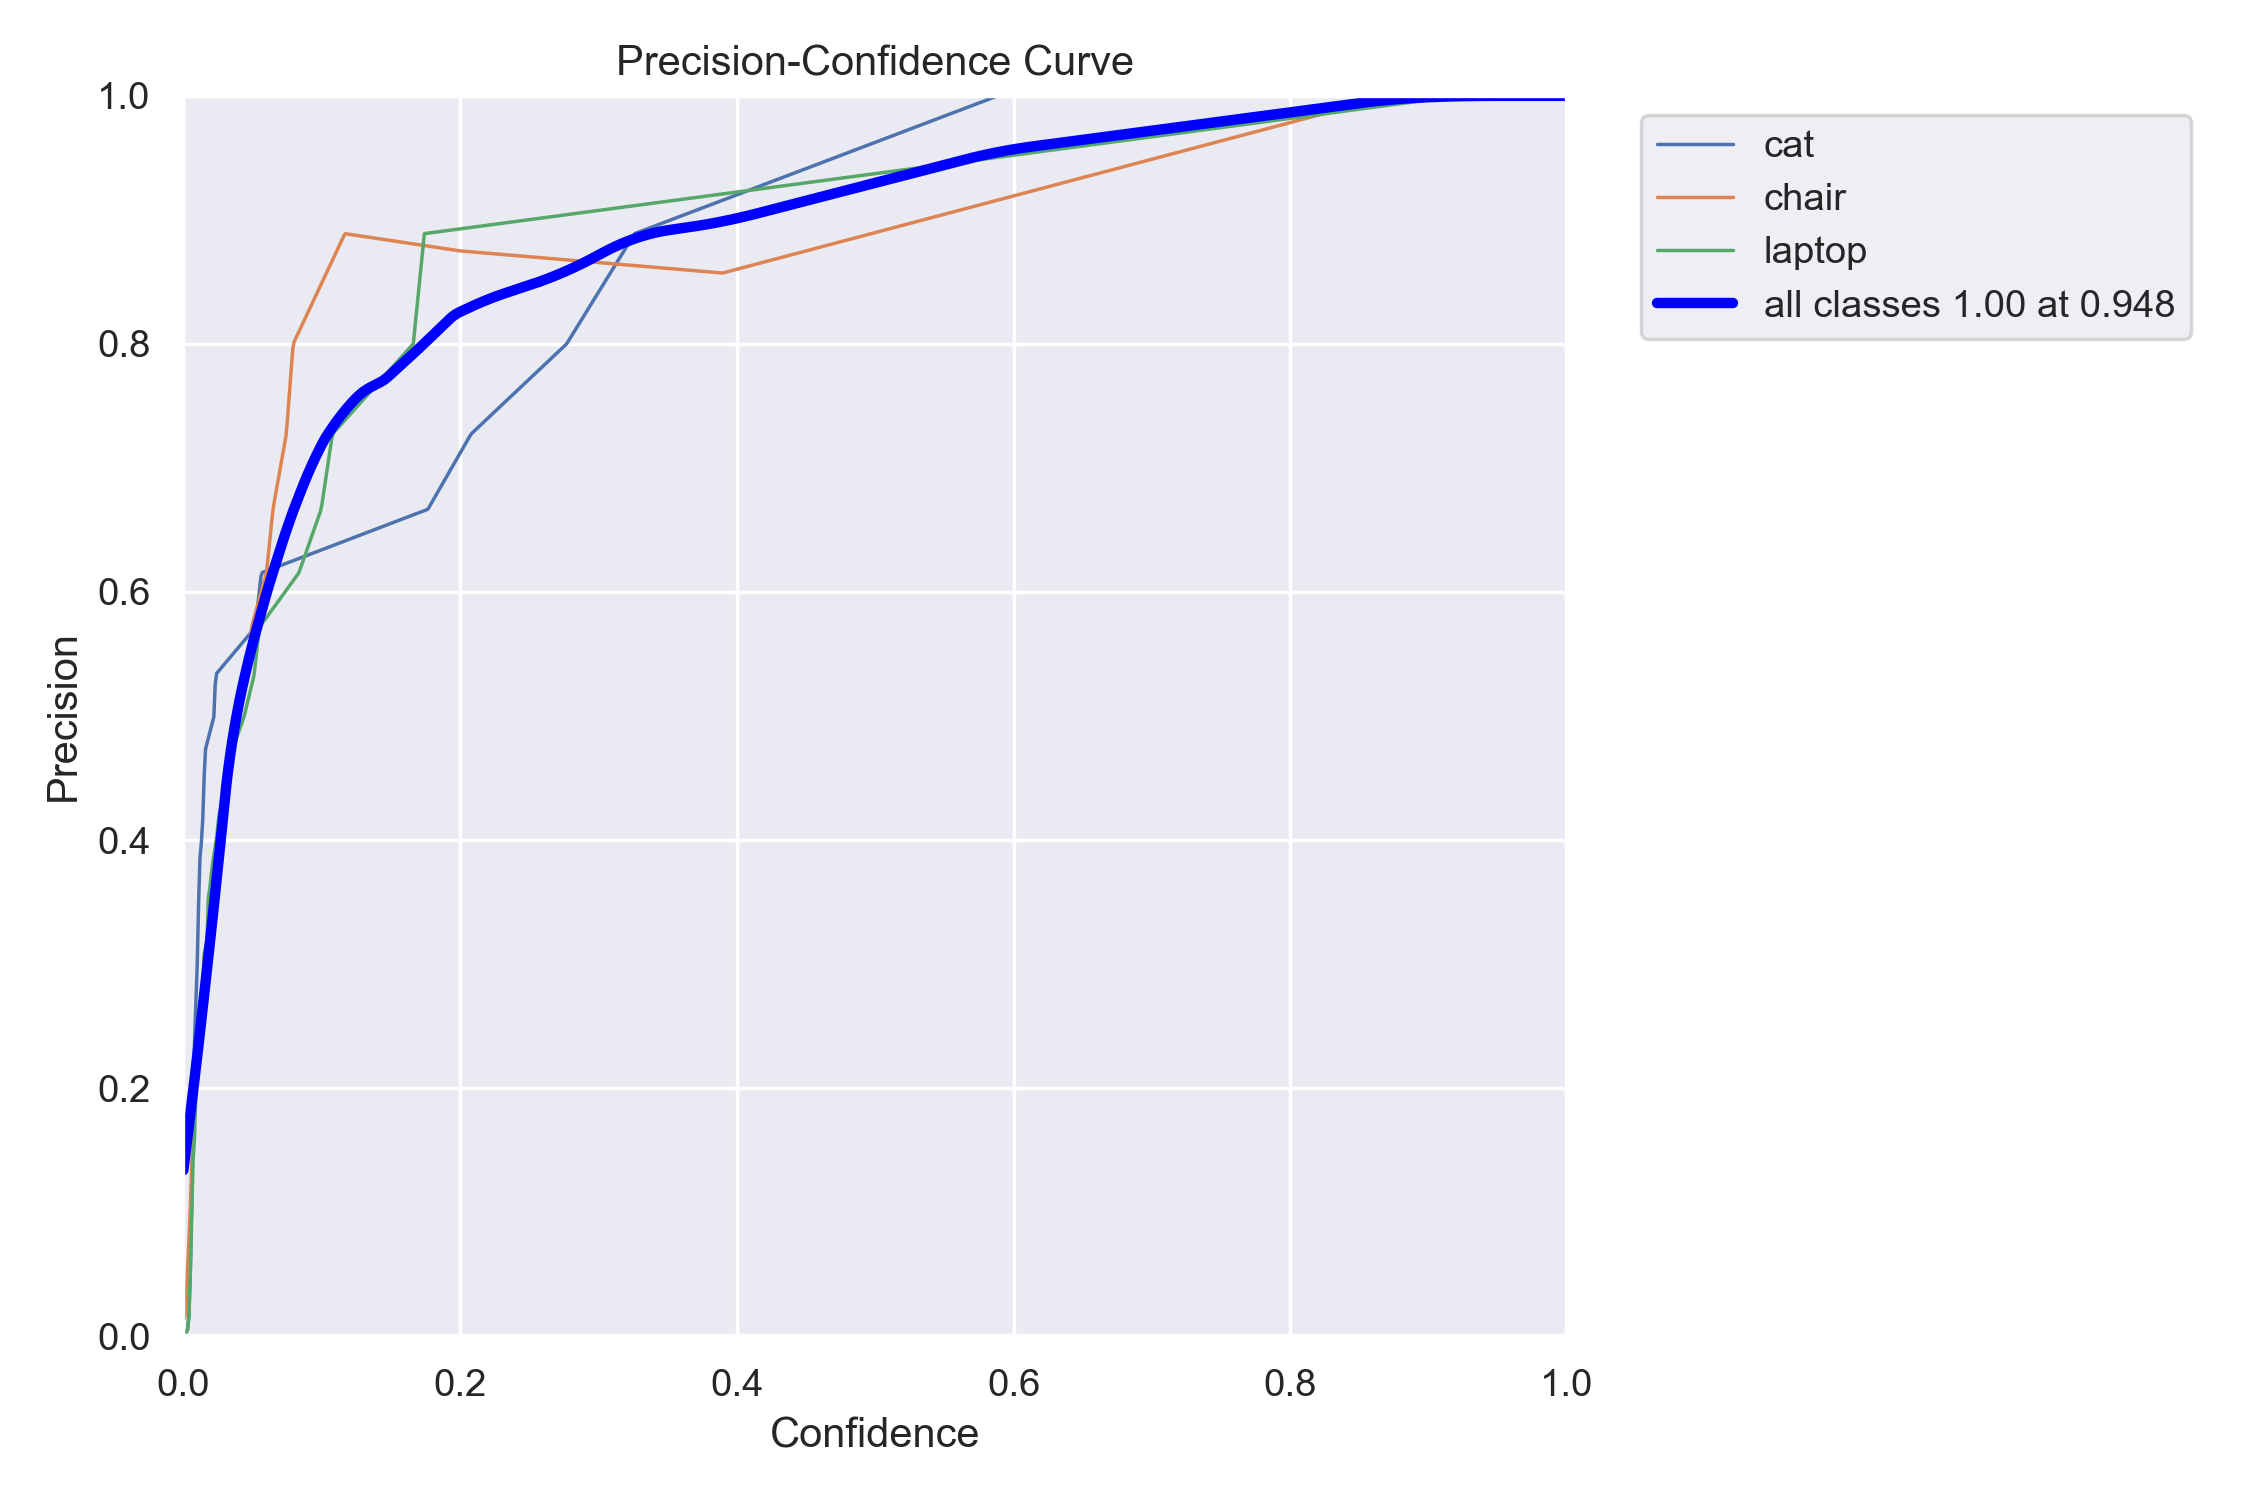 Precision-Confidence Curve
1.0
0.8
0.6
0.4
0.2
0.0
Precision
0.0 0.2 0.4 0.6 0.8 1.0
Confidence
cat
chair
laptop
all classes 1.00 at 0.948